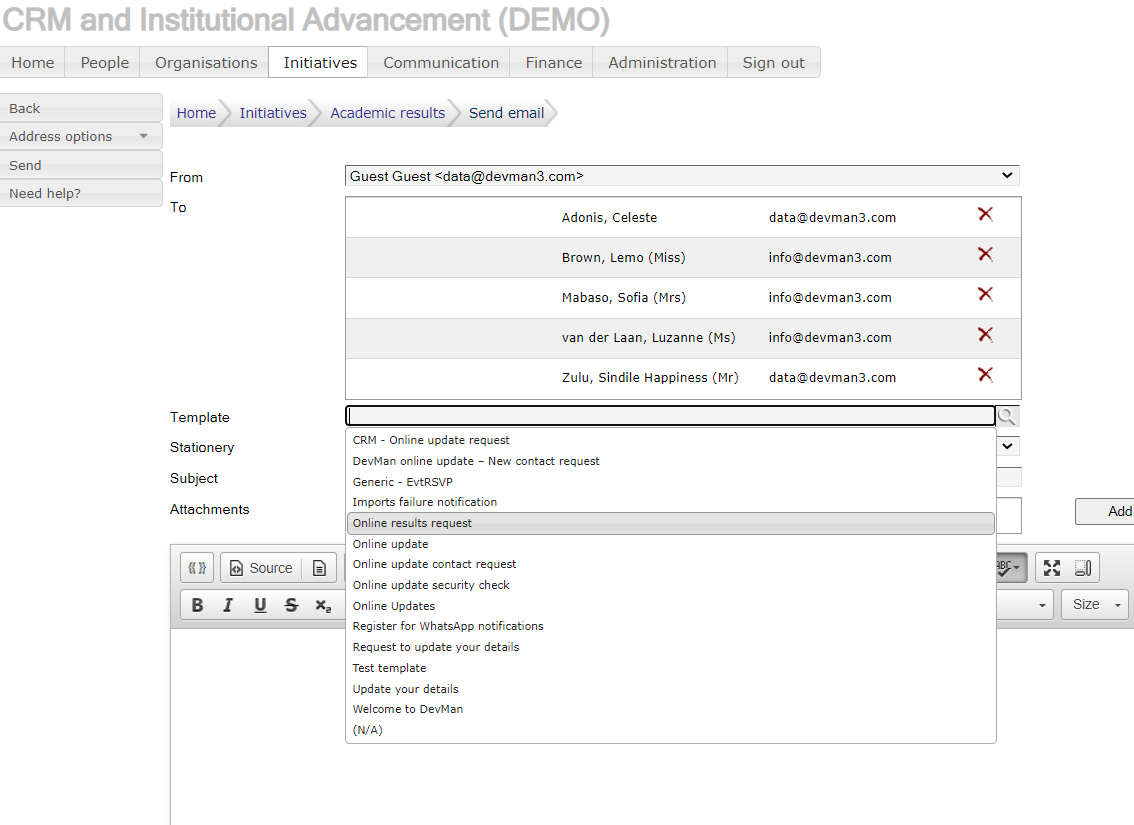 CRM and Institutional Advancement (DEMO)
Home People Organisations Initiatives Communication Finance Administration Sign out
Back
Address options
Send
Need help?
Home Initiatives Academic results Send email
From Guest Guest <data@devman3.com>
To
Adonis, Celeste data@devman3.com
Brown, Lemo (Miss) info@devman3.com
Mabaso, Sofia (Mrs) info@devman3.com
van der Laan, Luzanne (Ms) info@devman3.com
Zulu, Sindile Happiness (Mr) data@devman3.com
Template
Stationery
Subject
Attachments
Add
CRM - Online update request
DevMan online update – New contact request
Generic - EvtRSVP
Imports failure notification
Online results request
Online update
Online update contact request
Online update security check
Online Updates
Register for WhatsApp notifications
Request to update your details
Test template
Update your details
Welcome to DevMan
(N/A)
Source
ABC
B I U S x₂
Size